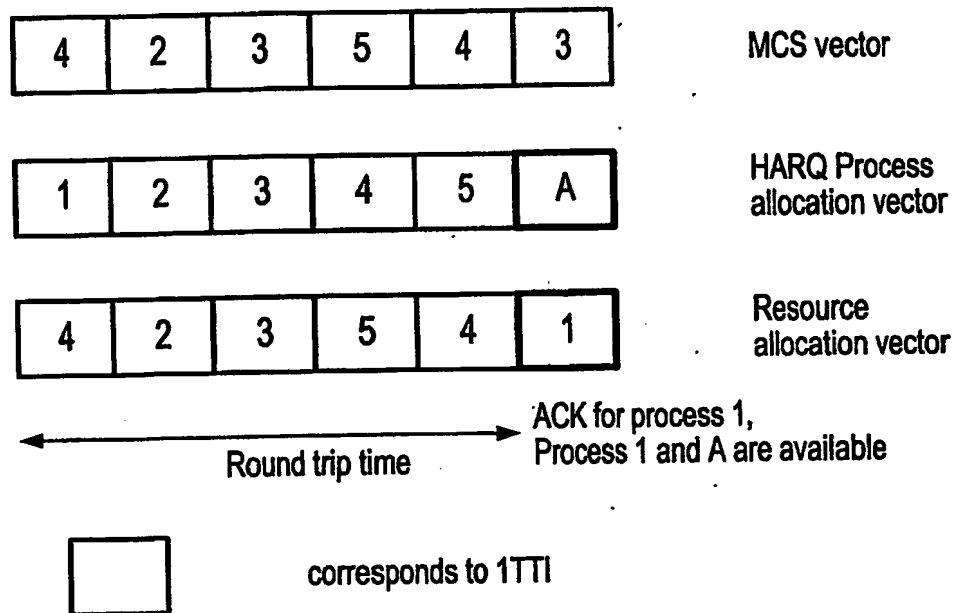 4 2 3 5 4 3
MCS vector
1 2 3 4 5 A
HARQ Process
allocation vector
4 2 3 5 4 1
Resource
allocation vector
Round trip time
ACK for process 1,
Process 1 and A are available
corresponds to 1TTI